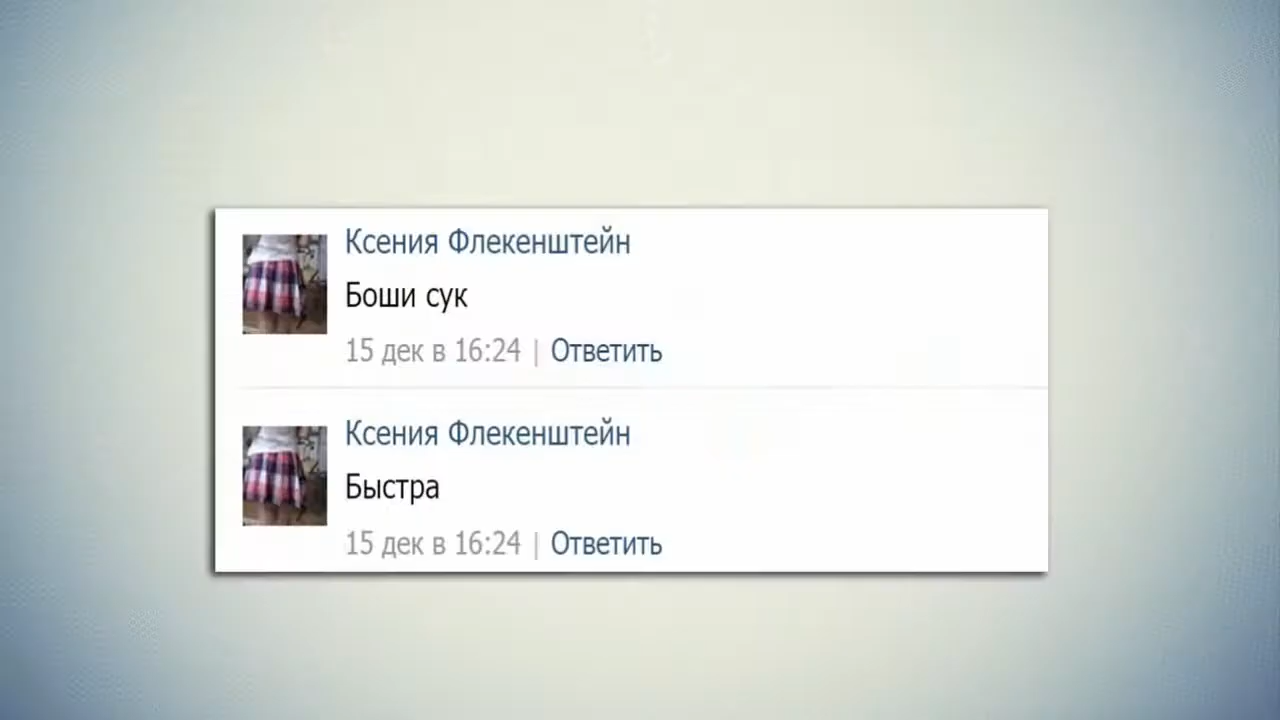 Ксения Флекенштейн
Боши сук
15 дек в 16:24 | Ответить
Ксения Флекенштейн
Быстра
15 дек в 16:24 | Ответить